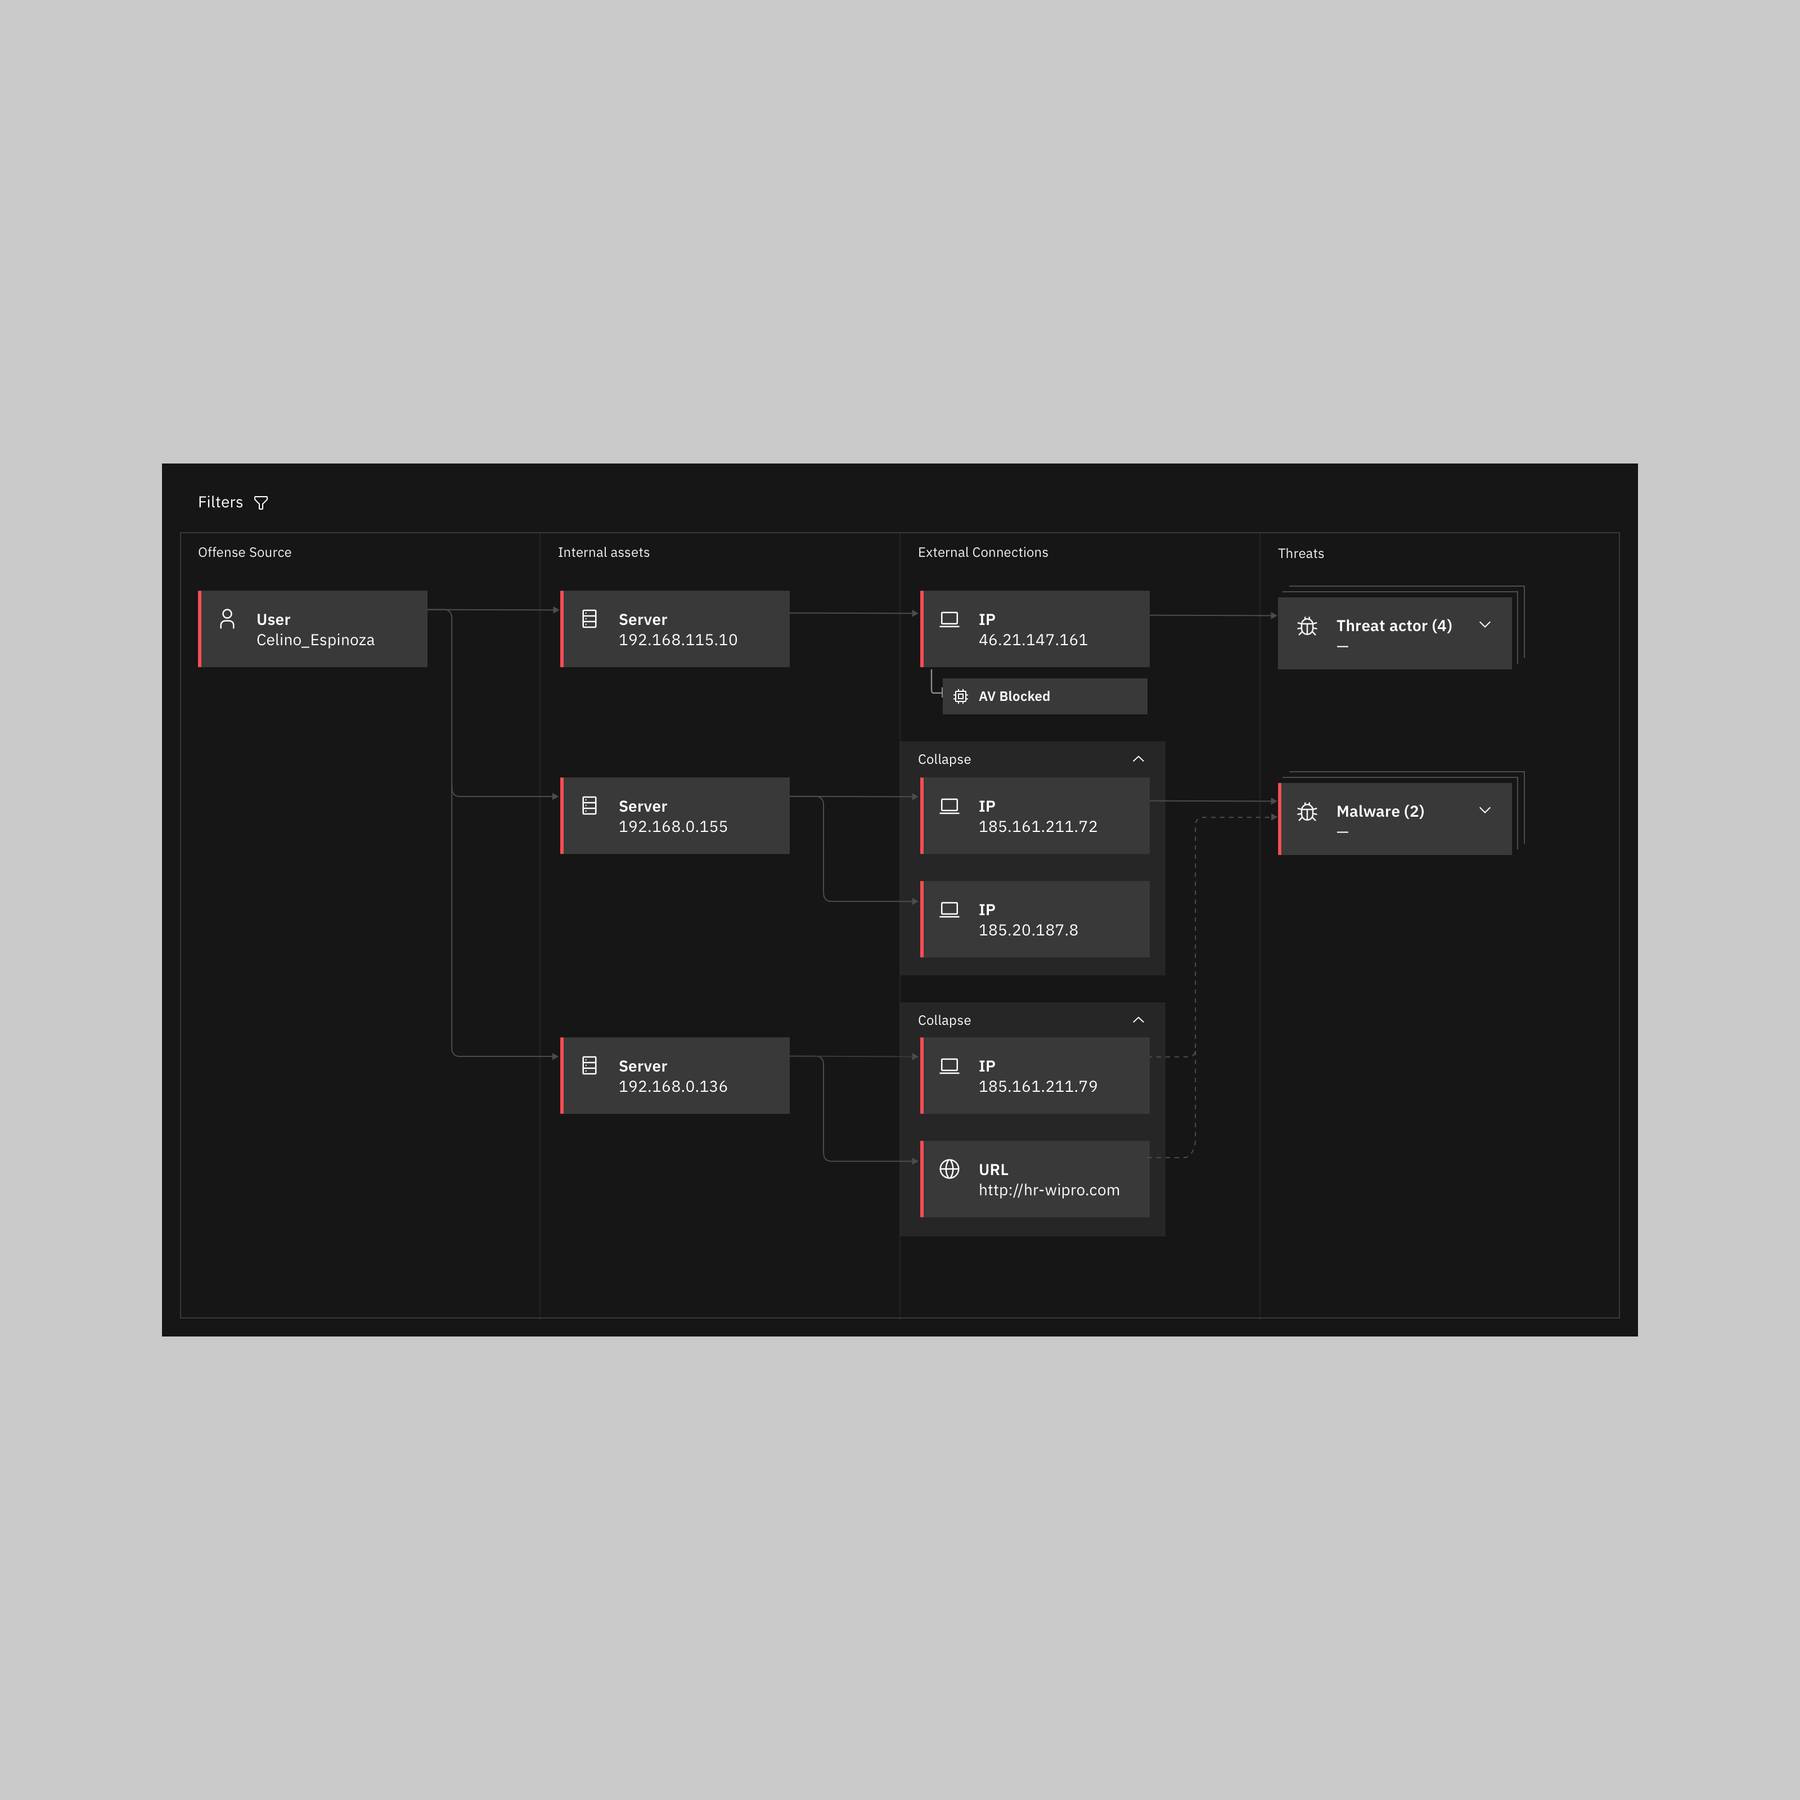 Filters
Offense Source
Internal assets
External Connections
Threats
User
Celino_Espinoza
Server
192.168.115.10
IP
46.21.147.161
Threat actor (4)
—
AV Blocked
Collapse
Server
192.168.0.155
IP
185.161.211.72
Malware (2)
—
IP
185.20.187.8
Collapse
Server
192.168.0.136
IP
185.161.211.79
URL
http://hr-wipro.com